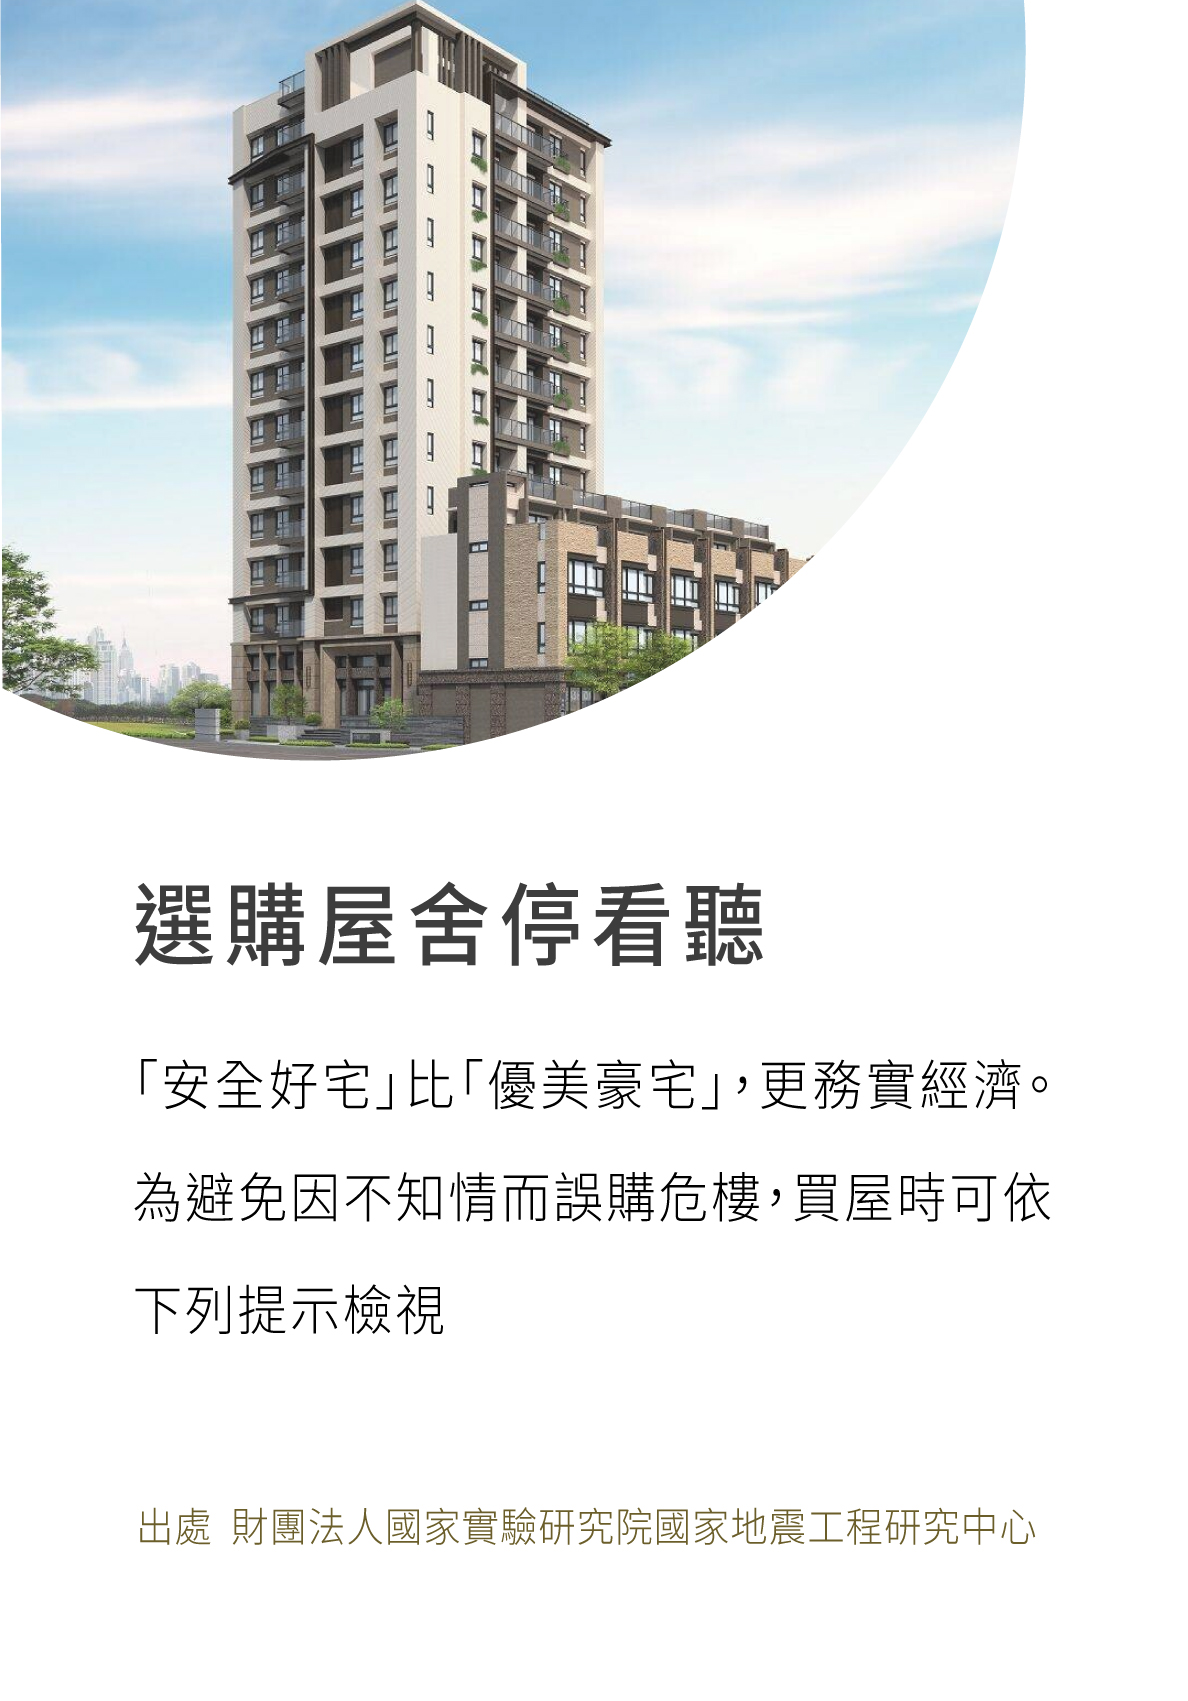 選購屋舍停看聽
「安全好宅」比「優美豪宅」，更務實經濟。
為避免因不知情而誤購危樓，買屋時可依
下列提示檢視
出處 財團法人國家實驗研究院國家地震工程研究中心